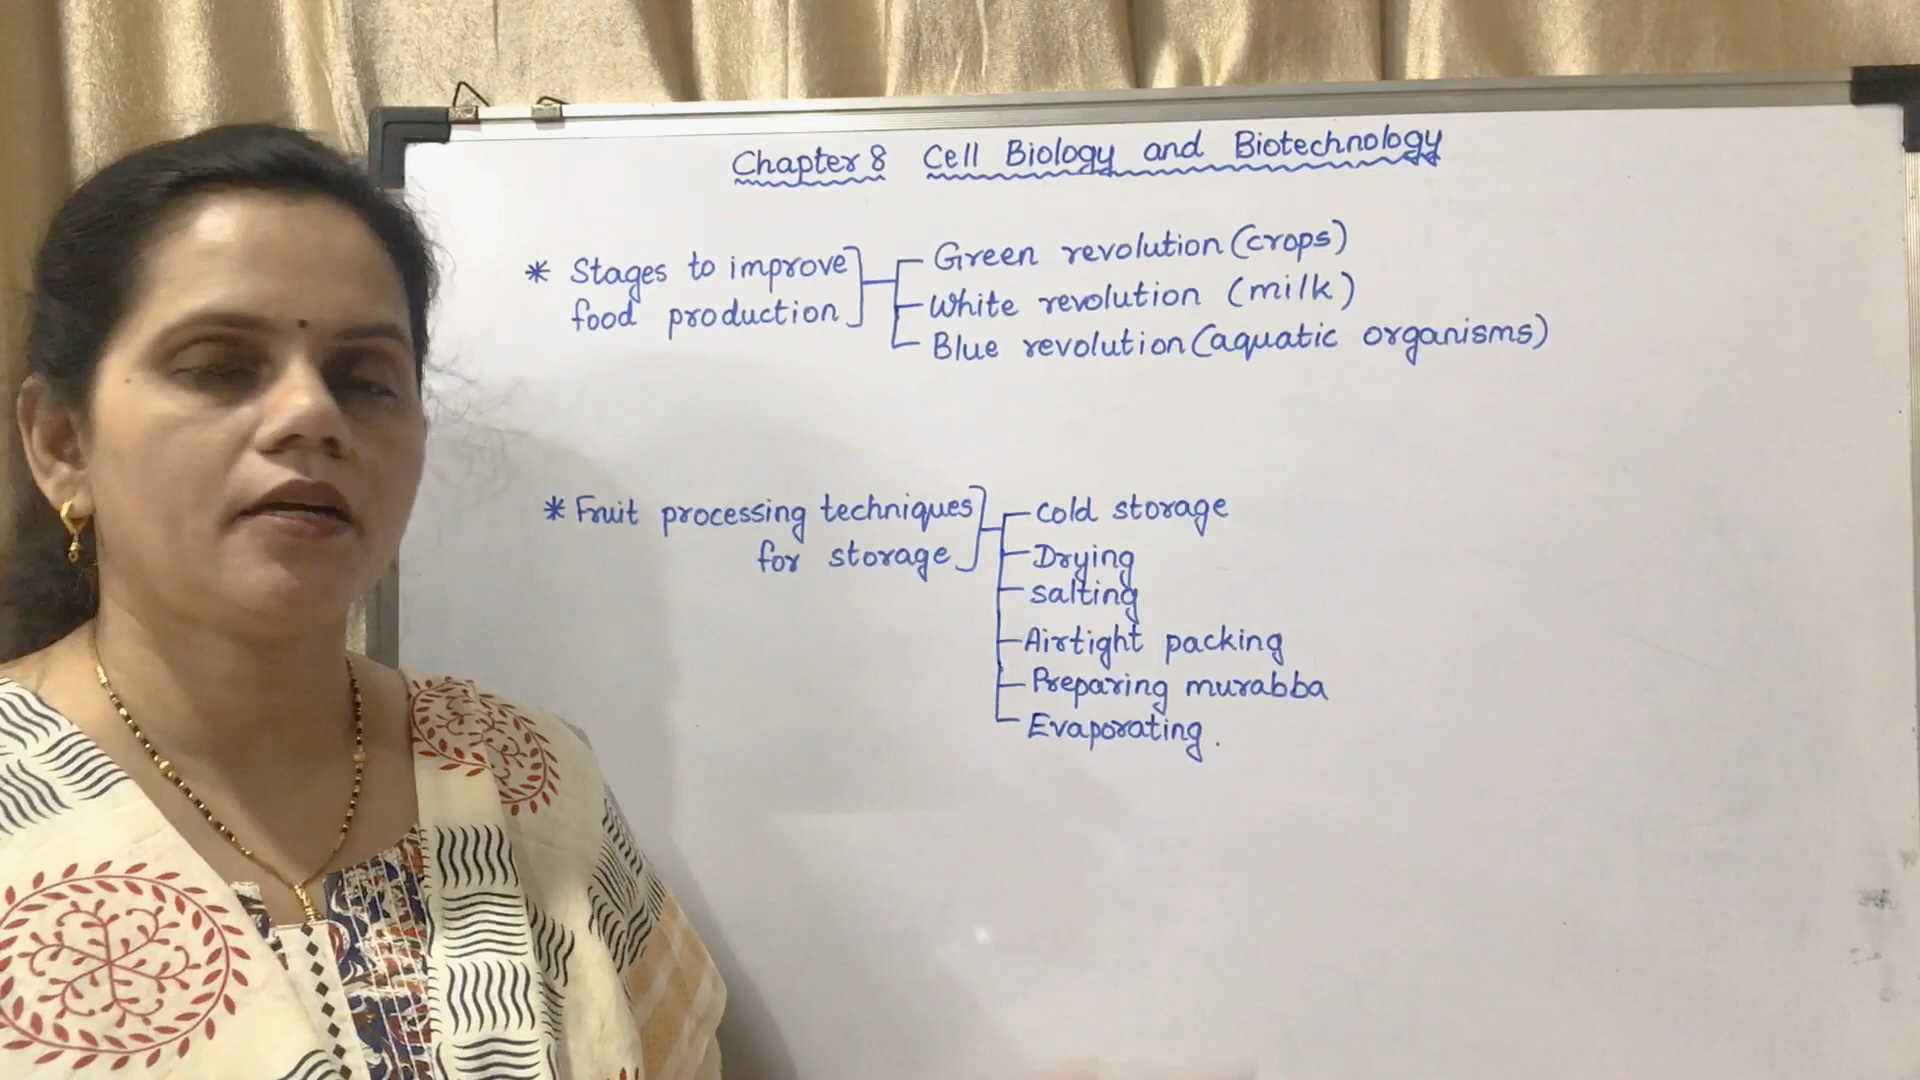 Chapter 8 Cell Biology and Biotechnology
* Stages to improve
food production
Green revolution (crops)
White revolution (milk)
Blue revolution (aquatic organisms)
* Fruit processing techniques
for storage
cold storage
Drying
salting
Airtight packing
Preparing murabba
Evaporating.